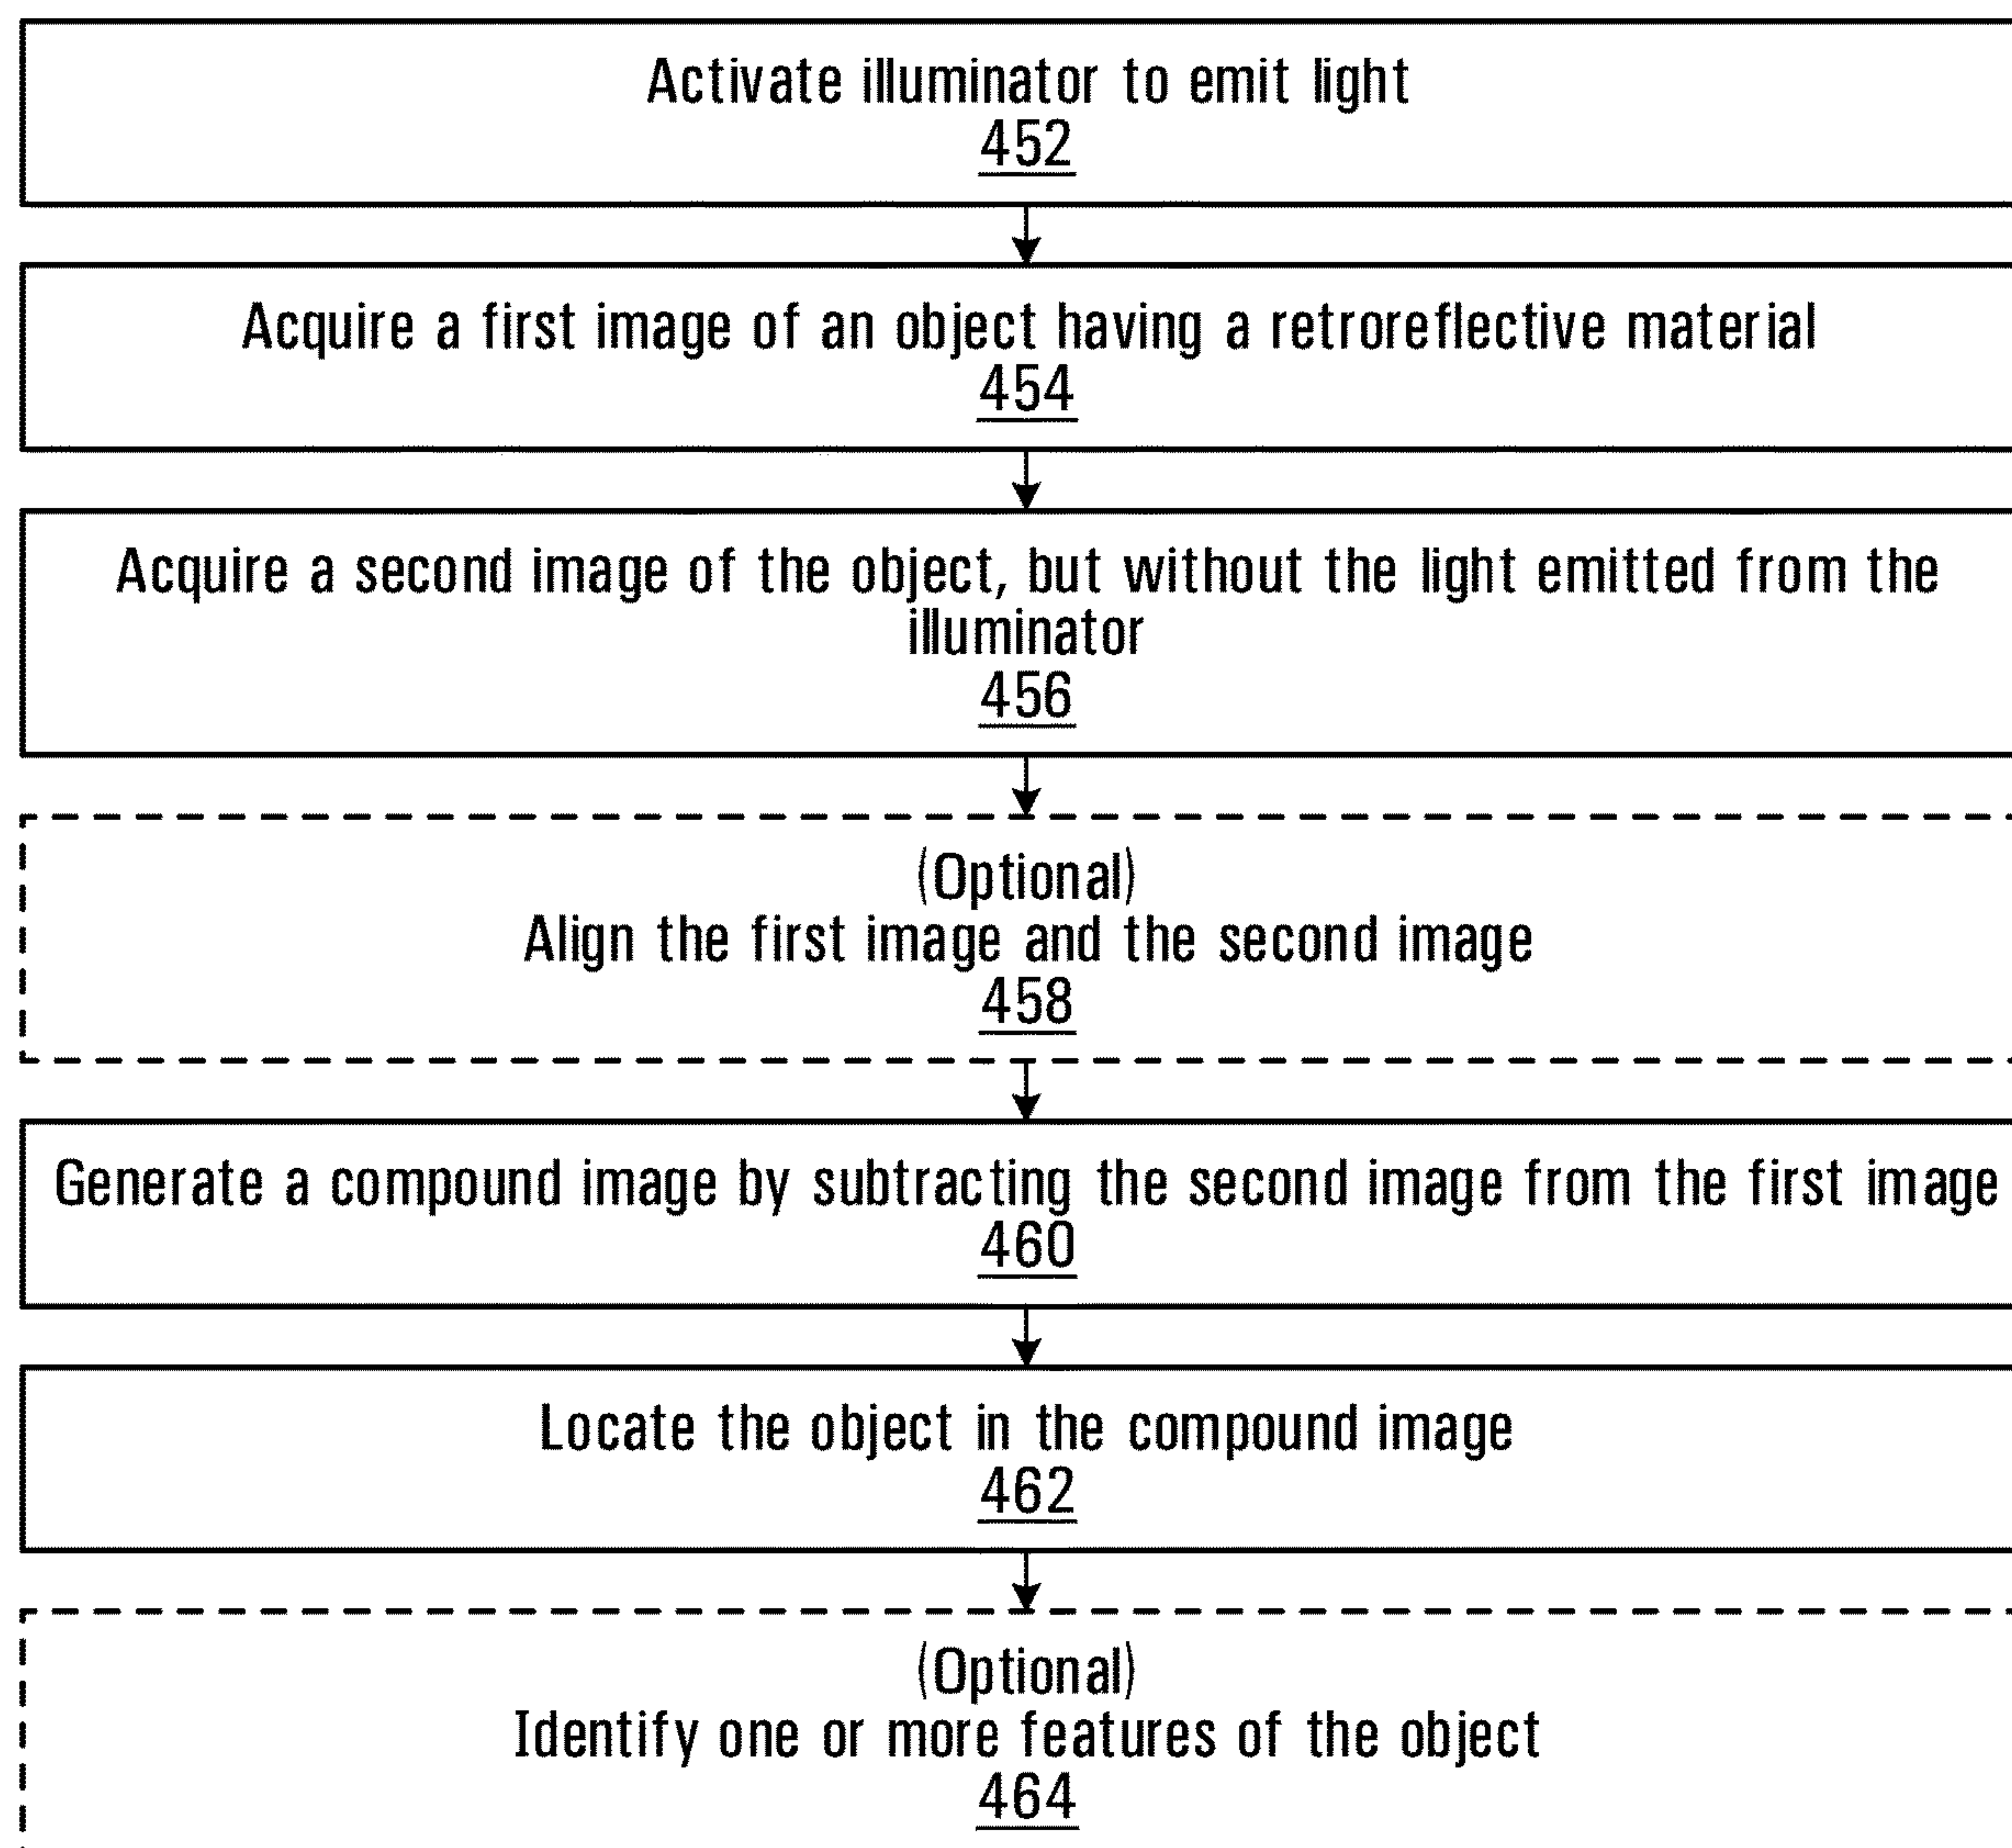 Activate illuminator to emit light
452
Acquire a first image of an object having a retroreflective material
454
Acquire a second image of the object, but without the light emitted from the
illuminator
456
(Optional)
Align the first image and the second image
458
Generate a compound image by subtracting the second image from the first image
460
Locate the object in the compound image
462
(Optional)
Identify one or more features of the object
464